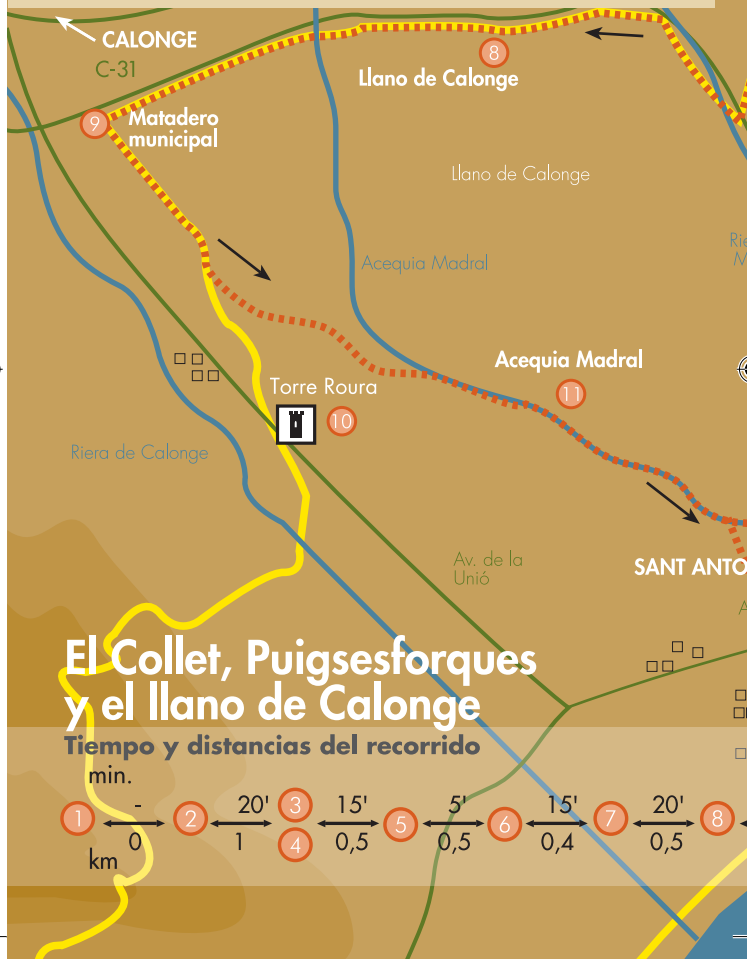 CALONGE
C-31
8
Llano de Calonge
9
Matadero
municipal
Llano de Calonge
Acequia Madral
Acequia Madral
11
Torre Roura
10
Riera de Calonge
Av. de la
Unió
SANT ANTO
El Collet, Puigsesforques
y el llano de Calonge
Tiempo y distancias del recorrido
min.
- 20' 15' 5' 15' 20'
1 2 3 4 5 6 7 8
0 1 0,5 0,5 0,4 0,5
km